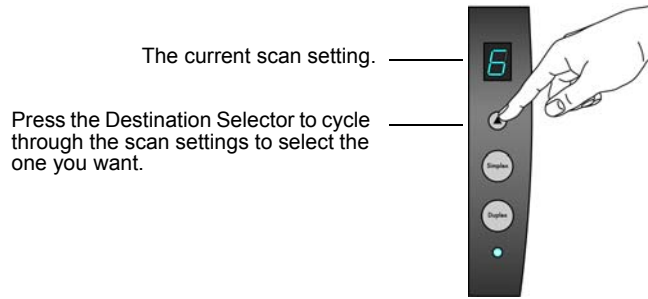 The current scan setting.
6
Press the Destination Selector to cycle
through the scan settings to select the
one you want.
Simplex
Duplex